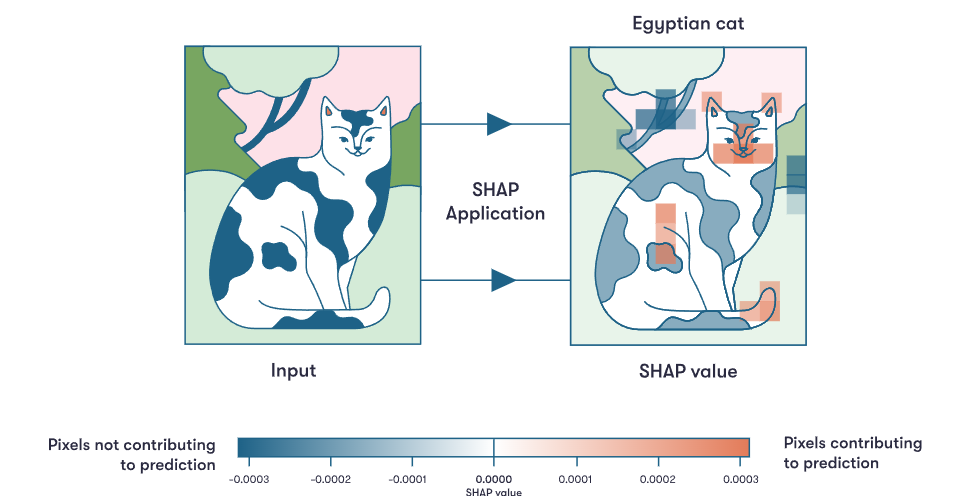 Egyptian cat
SHAP
Application
Input
SHAP value
Pixels not contributing
to prediction
Pixels contributing
to prediction
-0.0003
-0.0002
-0.0001
0.0000
0.0001
0.0002
0.0003
SHAP value